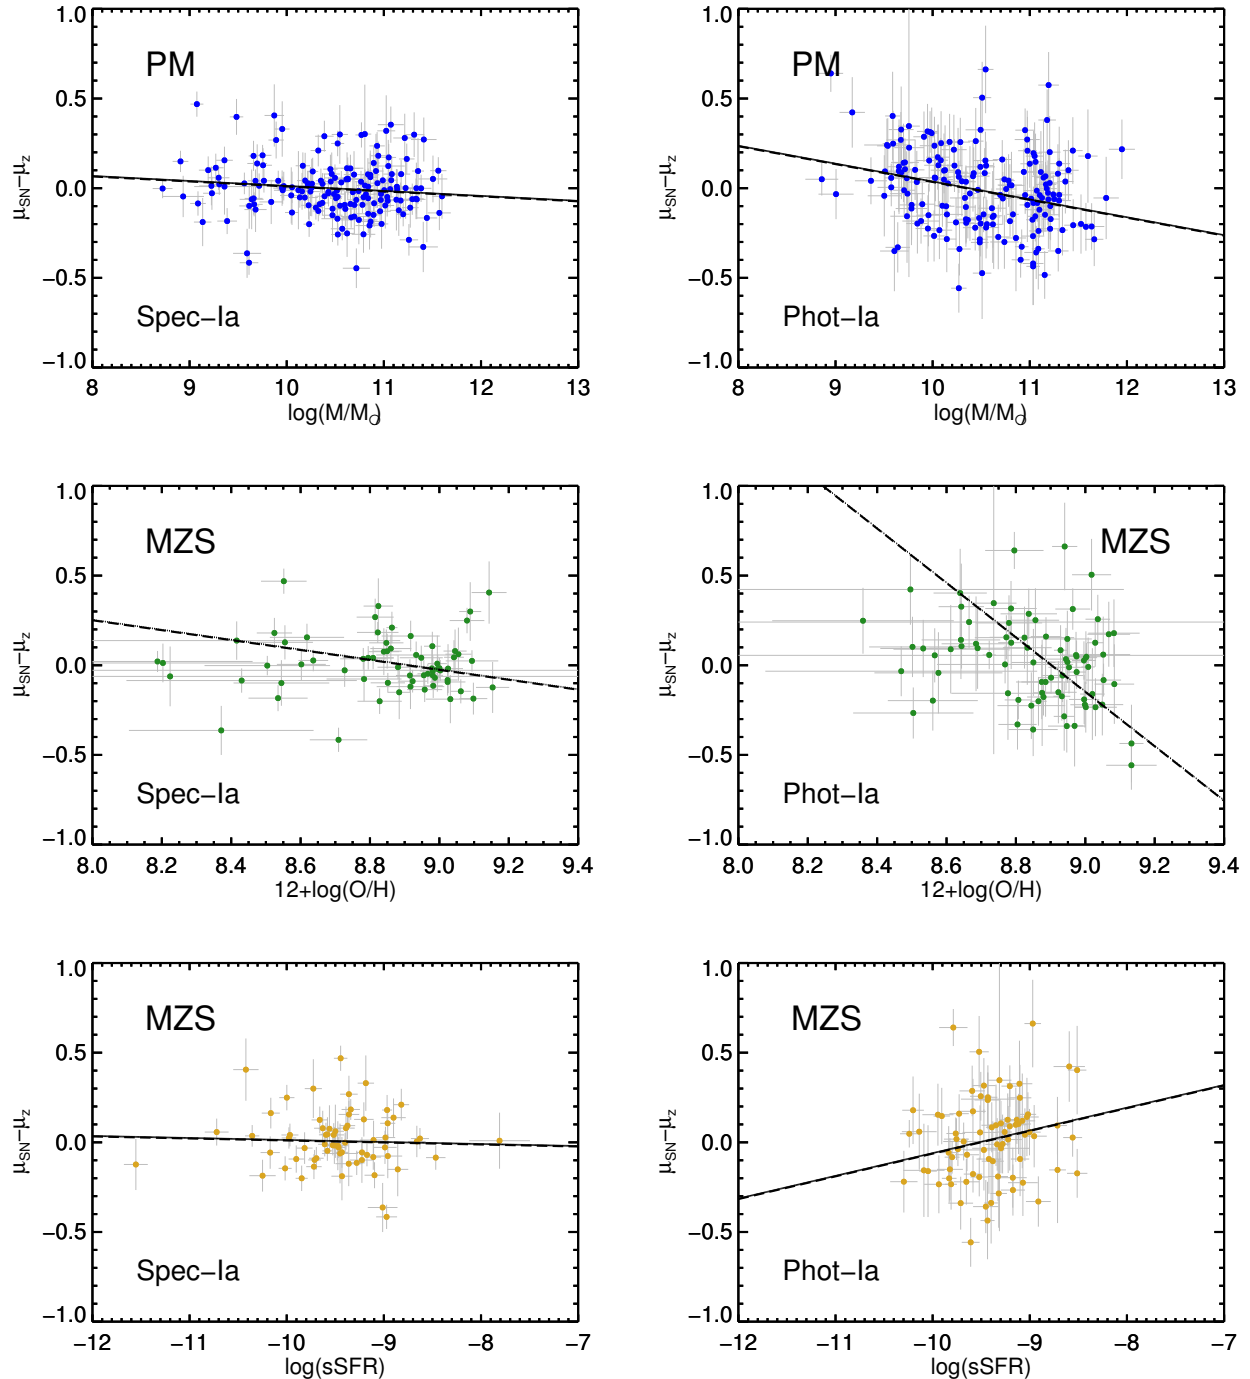 1.0
0.5
0.0
−0.5
−1.0
μSN−μz
PM
Spec−Ia
8 9 10 11 12 13
log(M/M⊙)
1.0
0.5
0.0
−0.5
−1.0
μSN−μz
PM
Phot−Ia
8 9 10 11 12 13
log(M/M⊙)
1.0
0.5
0.0
−0.5
−1.0
μSN−μz
MZS
Spec−Ia
8.0 8.2 8.4 8.6 8.8 9.0 9.2 9.4
12+log(O/H)
1.0
0.5
0.0
−0.5
−1.0
μSN−μz
MZS
Phot−Ia
8.0 8.2 8.4 8.6 8.8 9.0 9.2 9.4
12+log(O/H)
1.0
0.5
0.0
−0.5
−1.0
μSN−μz
MZS
Spec−Ia
−12 −11 −10 −9 −8 −7
log(sSFR)
1.0
0.5
0.0
−0.5
−1.0
μSN−μz
MZS
Phot−Ia
−12 −11 −10 −9 −8 −7
log(sSFR)